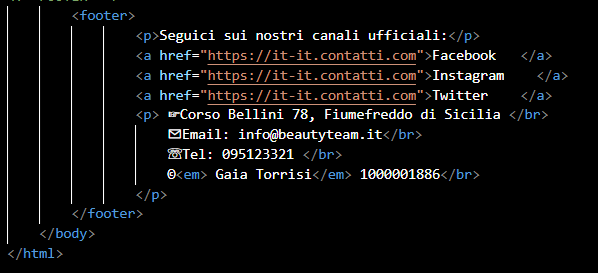 <footer>
<p>Seguici sui nostri canali ufficiali:</p>
<a href="https://it-it.contatti.com">Facebook   </a>
<a href="https://it-it.contatti.com">Instagram    </a>
<a href="https://it-it.contatti.com">Twitter    </a>
<p> ☞Corso Bellini 78, Fiumefreddo di Sicilia </br>
✉Email: info@beautyteam.it</br>
☏Tel: 095123321 </br>
©<em> Gaia Torrisi</em> 1000001886</br>
</p>
</footer>
</body>
</html>